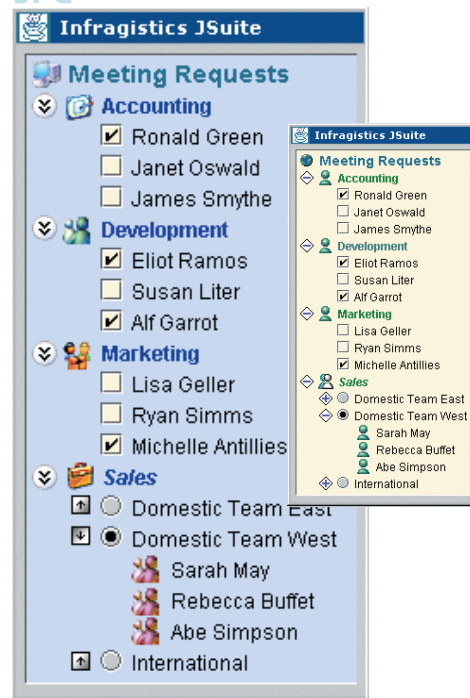 Infragistics JSuite
Meeting Requests
Accounting
Ronald Green
Janet Oswald
James Smythe
Development
Eliot Ramos
Susan Liter
Alf Garrot
Marketing
Lisa Geller
Ryan Simms
Michelle Antillies
Sales
Domestic Team East
Domestic Team West
Sarah May
Rebecca Buffet
Abe Simpson
International
Infragistics JSuite
Meeting Requests
Accounting
Ronald Green
Janet Oswald
James Smythe
Development
Eliot Ramos
Susan Liter
Alf Garrot
Marketing
Lisa Geller
Ryan Simms
Michelle Antillies
Sales
Domestic Team East
Domestic Team West
Sarah May
Rebecca Buffet
Abe Simpson
International